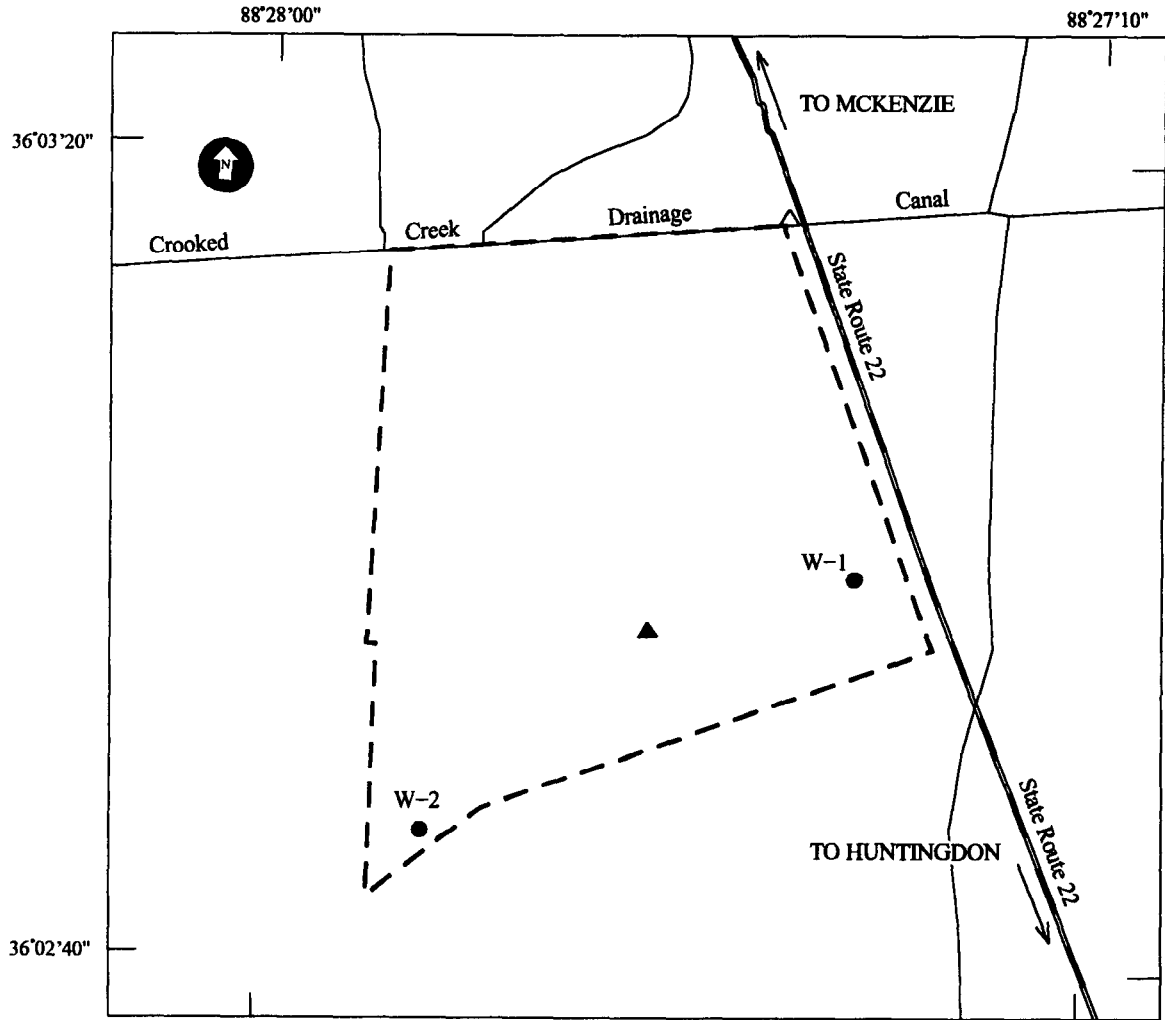 88°28'00"
88°27'10"
TO MCKENZIE
36°03'20"
N
Crooked
Creek
Drainage
Canal
State Route 22
W-1
W-2
TO HUNTINGDON
State Route 22
36°02'40"